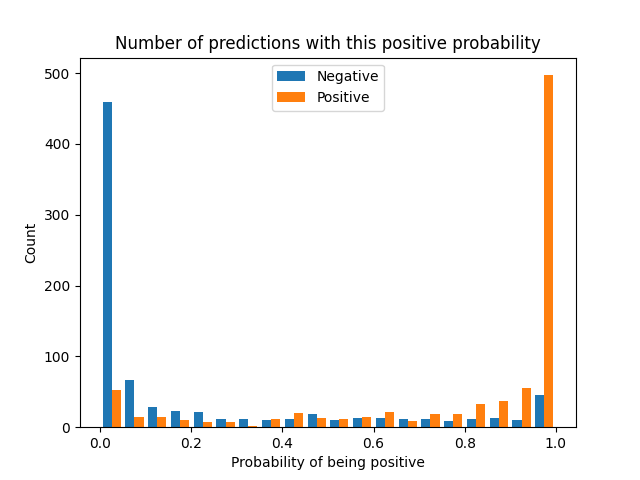 Number of predictions with this positive probability
Negative
Positive
500
400
300
200
100
0
Count
0.0 0.2 0.4 0.6 0.8 1.0
Probability of being positive